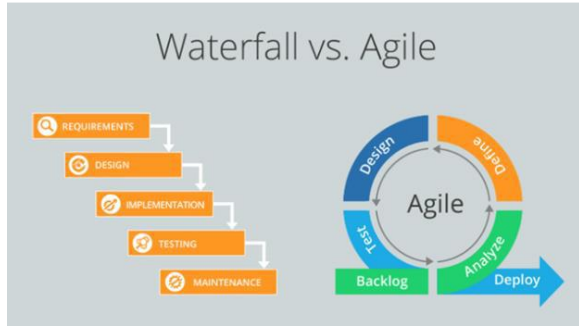 Waterfall vs. Agile
REQUIREMENTS
DESIGN
IMPLEMENTATION
TESTING
MAINTENANCE
Design
Define
Agile
Test
Analyze
Backlog
Deploy